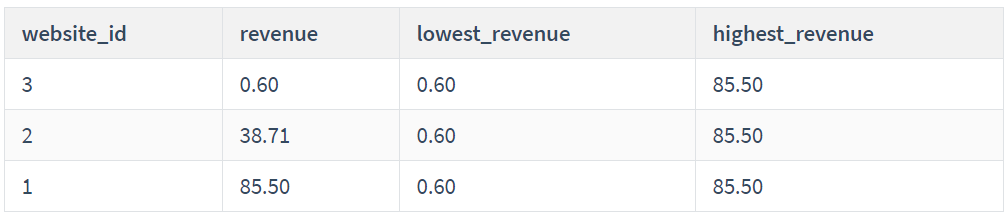 website_id revenue lowest_revenue highest_revenue
3 0.60 0.60 85.50
2 38.71 0.60 85.50
1 85.50 0.60 85.50